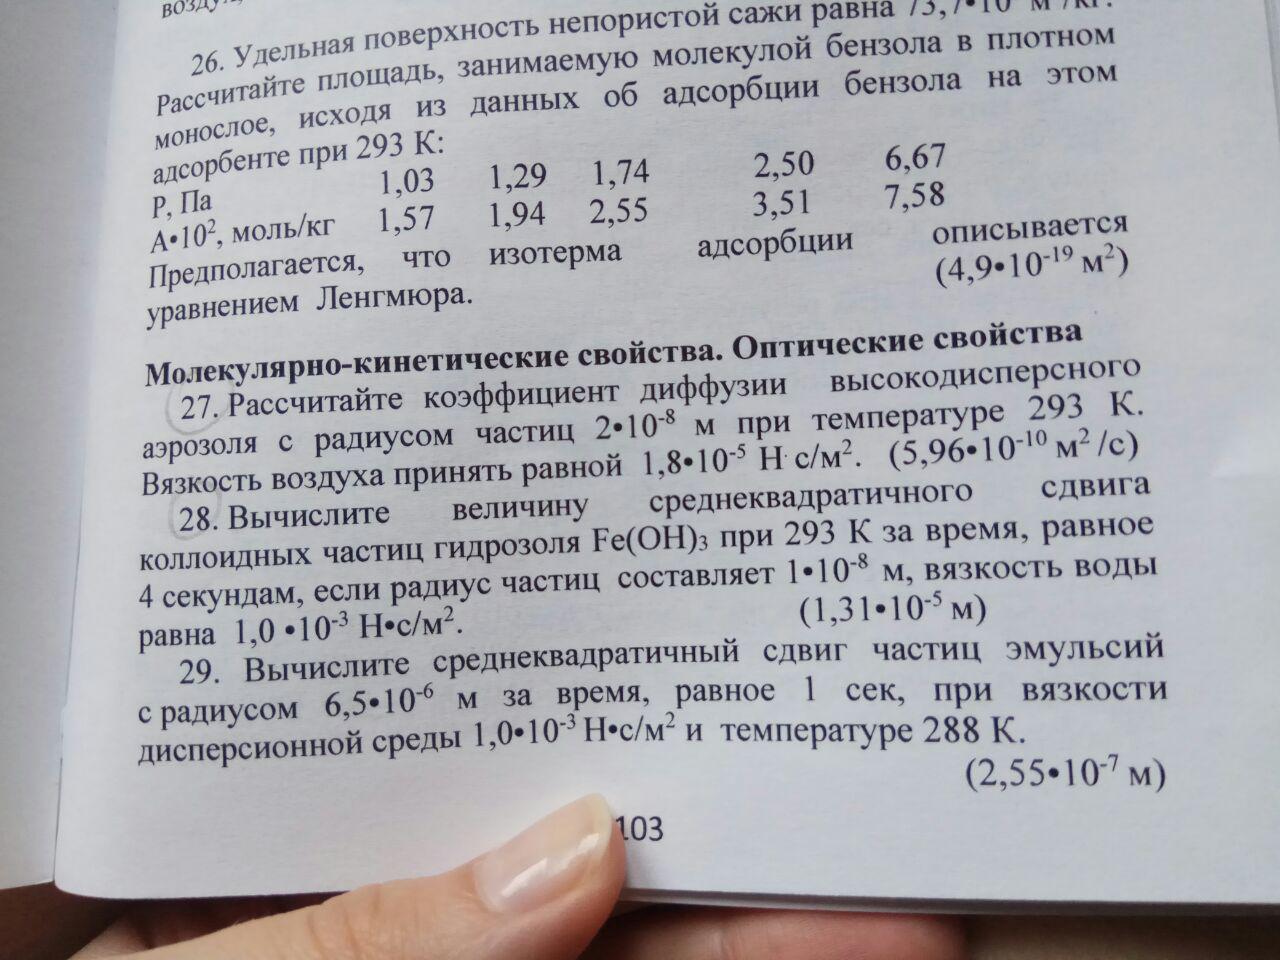 26. Удельная поверхность непористой сажи равна 73,7•10 м /кг.
Рассчитайте площадь, занимаемую молекулой бензола в плотном
монослое, исходя из данных об адсорбции бензола на этом
адсорбенте при 293 К:
Р, Па 1,03 1,29 1,74 2,50 6,67
А•10², моль/кг 1,57 1,94 2,55 3,51 7,58
Предполагается, что изотерма адсорбции описывается
уравнением Ленгмюра. (4,9•10⁻¹⁹ м²)
Молекулярно-кинетические свойства. Оптические свойства
27. Рассчитайте коэффициент диффузии высокодисперсного
аэрозоля с радиусом частиц 2•10⁻⁸ м при температуре 293 К.
Вязкость воздуха принять равной 1,8•10⁻⁵ Н· с/м². (5,96•10⁻¹⁰ м² /с)
28. Вычислите величину среднеквадратичного сдвига
коллоидных частиц гидрозоля Fe(OH)₃ при 293 К за время, равное
4 секундам, если радиус частиц составляет 1•10⁻⁸ м, вязкость воды
равна 1,0 •10⁻³ Н•с/м². (1,31•10⁻⁵ м)
29. Вычислите среднеквадратичный сдвиг частиц эмульсий
с радиусом 6,5•10⁻⁶ м за время, равное 1 сек, при вязкости
дисперсионной среды 1,0•10⁻³ Н•с/м² и температуре 288 К.
(2,55•10⁻⁷ м)
103